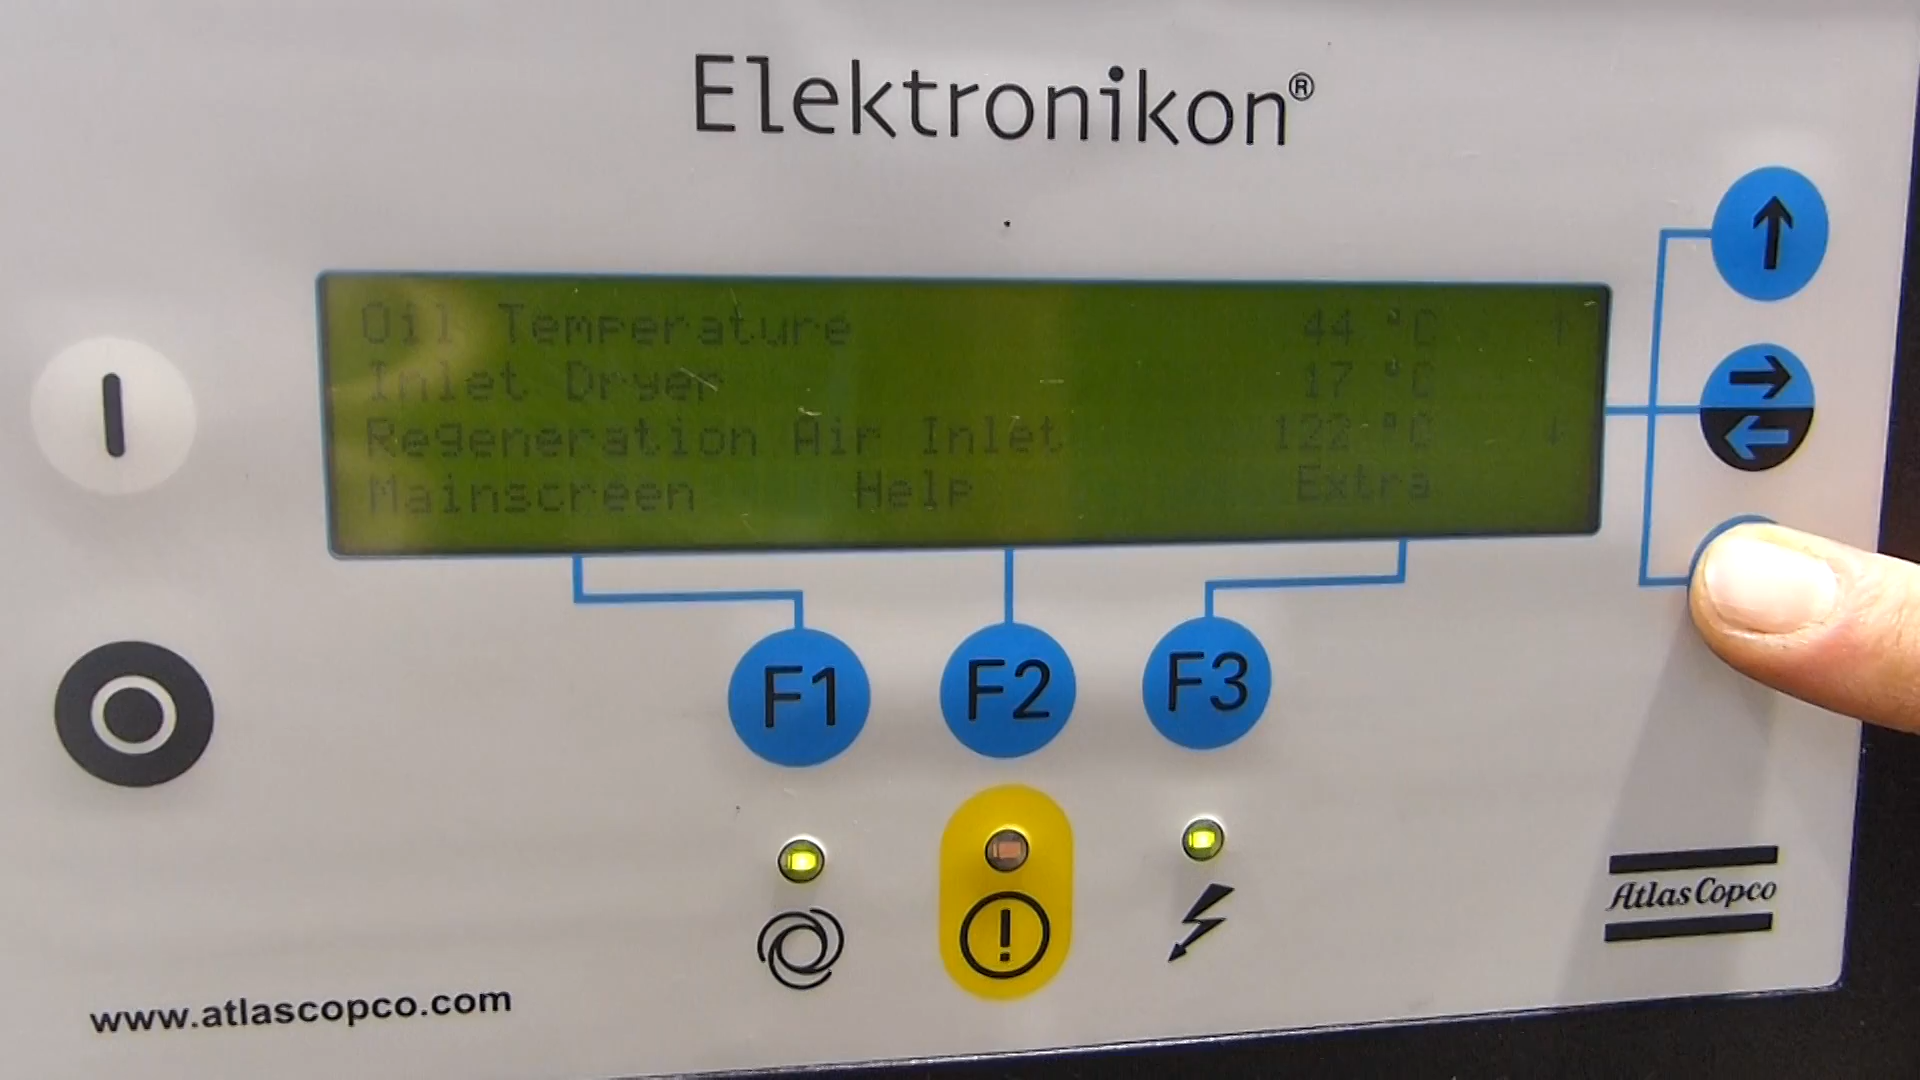 Elektronikon®
Oil Temperature 44 °C ↑
Inlet Dryer 17 °C
Regeneration Air Inlet 122 °C ↓
Mainscreen Help Extra
F1 F2 F3
Atlas Copco
www.atlascopco.com